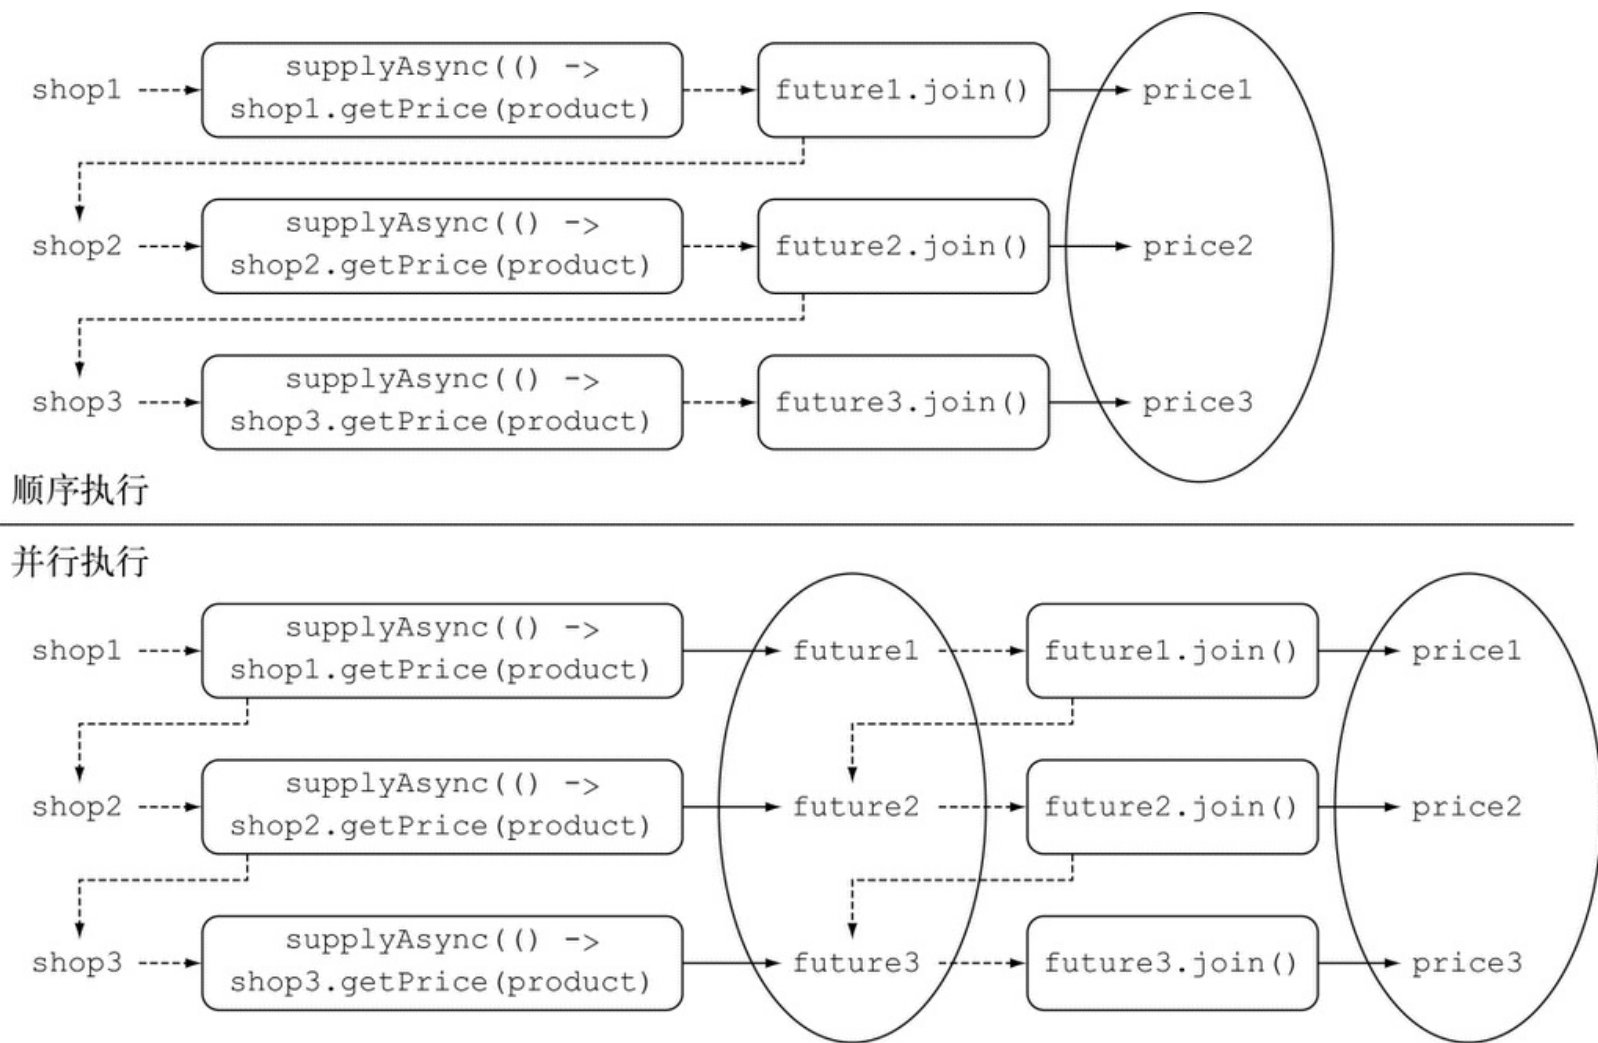 shop1
supplyAsync(() ->
shop1.getPrice(product)
future1.join()
price1
shop2
supplyAsync(() ->
shop2.getPrice(product)
future2.join()
price2
shop3
supplyAsync(() ->
shop3.getPrice(product)
future3.join()
price3
顺序执行
并行执行
shop1
supplyAsync(() ->
shop1.getPrice(product)
future1
future1.join()
price1
shop2
supplyAsync(() ->
shop2.getPrice(product)
future2
future2.join()
price2
shop3
supplyAsync(() ->
shop3.getPrice(product)
future3
future3.join()
price3